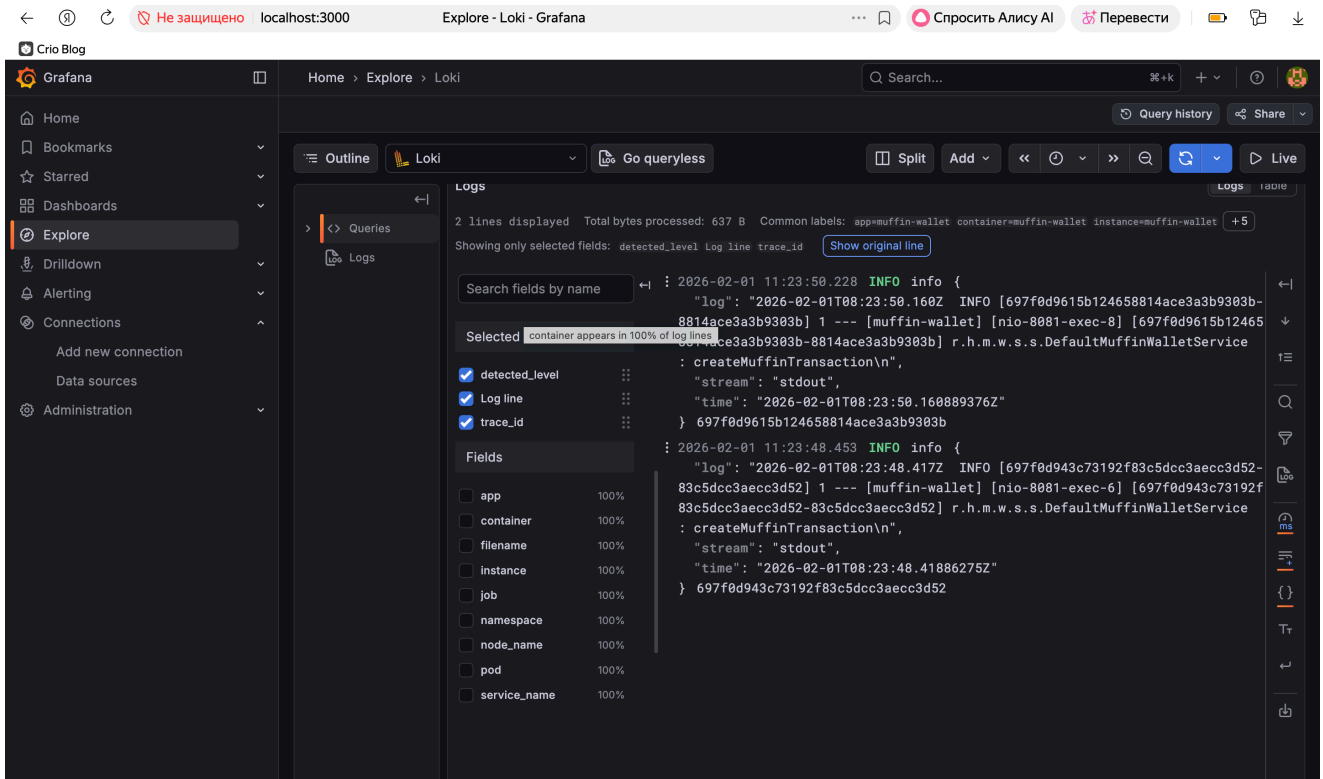 Не защищено localhost:3000 Explore - Loki - Grafana Спросить Алису AI Перевести
Crio Blog
Grafana
Home › Explore › Loki
Search... ⌘+k
Home
Bookmarks
Starred
Dashboards
Explore
Drilldown
Alerting
Connections
Add new connection
Data sources
Administration
Query history Share
Outline Loki Go queryless Split Add Live
Queries
Logs
Logs Logs Table
2 lines displayed Total bytes processed: 637 B Common labels: app=muffin-wallet container=muffin-wallet instance=muffin-wallet +5
Showing only selected fields: detected_level Log line trace_id Show original line
Search fields by name
Selected
container appears in 100% of log lines
detected_level
Log line
trace_id
Fields
app 100%
container 100%
filename 100%
instance 100%
job 100%
namespace 100%
node_name 100%
pod 100%
service_name 100%
2026-02-01 11:23:50.228 INFO info {
"log": "2026-02-01T08:23:50.160Z INFO [697f0d9615b124658814ace3a3b9303b-
8814ace3a3b9303b] 1 --- [muffin-wallet] [nio-8081-exec-8] [697f0d9615b12465
8814ace3a3b9303b-8814ace3a3b9303b] r.h.m.w.s.s.DefaultMuffinWalletService
: createMuffinTransaction\n",
"stream": "stdout",
"time": "2026-02-01T08:23:50.160889376Z"
} 697f0d9615b124658814ace3a3b9303b
2026-02-01 11:23:48.453 INFO info {
"log": "2026-02-01T08:23:48.417Z INFO [697f0d943c73192f83c5dcc3aecc3d52-
83c5dcc3aecc3d52] 1 --- [muffin-wallet] [nio-8081-exec-6] [697f0d943c73192f
83c5dcc3aecc3d52-83c5dcc3aecc3d52] r.h.m.w.s.s.DefaultMuffinWalletService
: createMuffinTransaction\n",
"stream": "stdout",
"time": "2026-02-01T08:23:48.41886275Z"
} 697f0d943c73192f83c5dcc3aecc3d52
ms